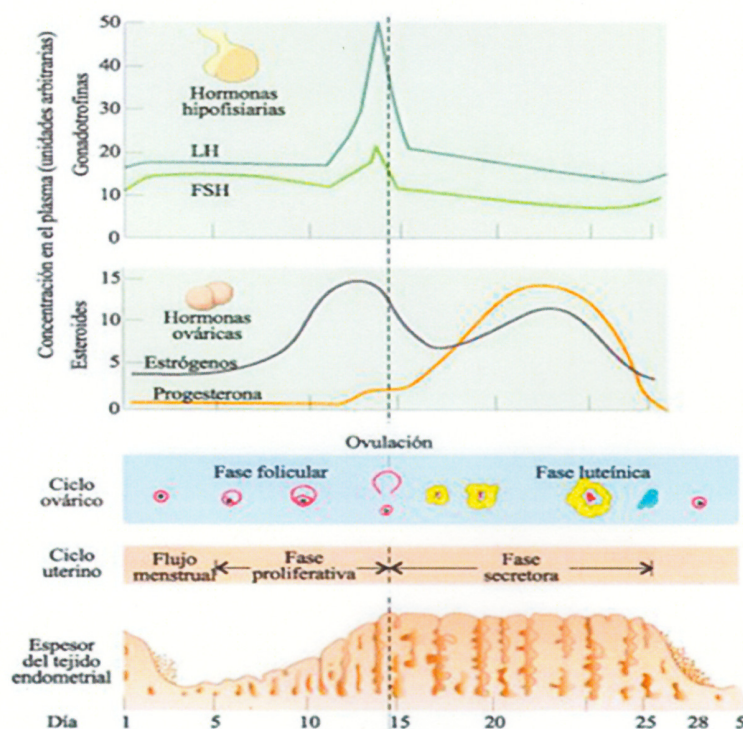 Concentración en el plasma (unidades arbitrarias)
Gonadotrofinas
50
40
30
20
10
0
Hormonas
hipofisiarias
LH
FSH
Esteroides
15
10
5
0
Hormonas
ováricas
Estrógenos
Progesterona
Ovulación
Ciclo
ovárico
Fase folicular
Fase luteínica
Ciclo
uterino
Flujo
menstrual
Fase
proliferativa
Fase
secretora
Espesor
del tejido
endometrial
Día
1 5 10 15 20 25 28 5